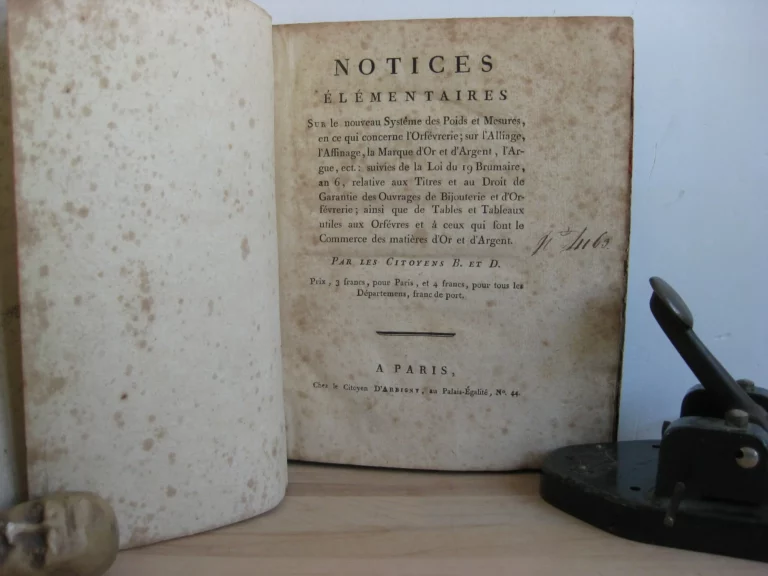 NOTICES
ÉLÉMENTAIRES
SUR le nouveau Système des Poids et Mesures,
en ce qui concerne l'Orfévrerie; sur l'Alliage,
l'Affinage, la Marque d'Or et d'Argent, l'Ar-
gue, ect.: suivies de la Loi du 19 Brumaire,
an 6, relative aux Titres et au Droit de
Garantie des Ouvrages de Bijouterie et d'Or-
févrerie; ainsi que de Tables et Tableaux
utiles aux Orfévres et à ceux qui font le
Commerce des matières d'Or et d'Argent.
PAR LES CITOYENS B. ET D.
Prix, 3 francs, pour Paris, et 4 francs, pour tous les
Départemens, franc de port.
A PARIS,
Chez le Citoyen D'ARBIGNY, au Palais-Égalité, No. 44.